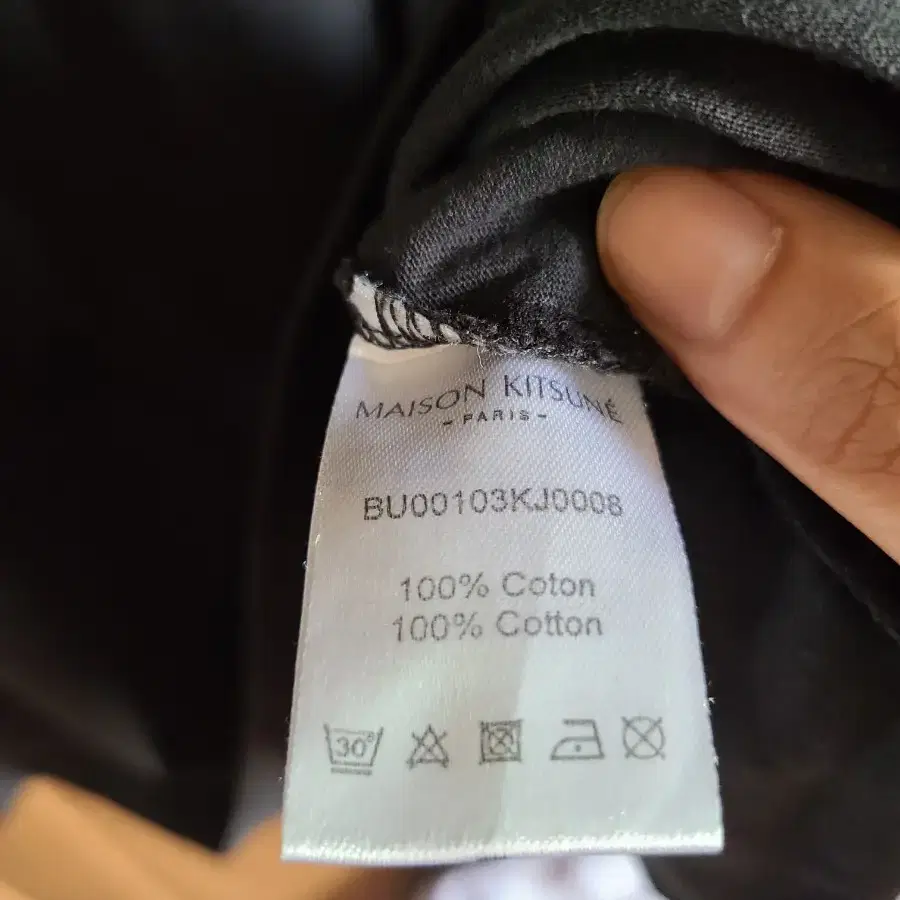 MAISON KITSUNÉ
- PARIS -
BU00103KJ0008
100% Coton
100% Cotton
30°